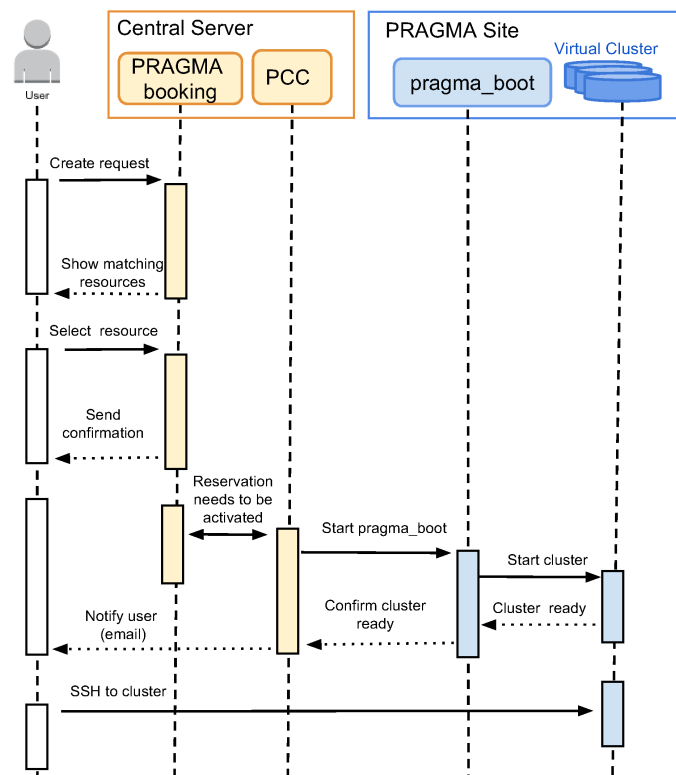 Central Server
PRAGMA Site
PRAGMA
booking
PCC
pragma_boot
Virtual Cluster
User
Create request
Show matching
resources
Select resource
Send
confirmation
Reservation
needs to be
activated
Start pragma_boot
Start cluster
Cluster ready
Confirm cluster
ready
Notify user
(email)
SSH to cluster